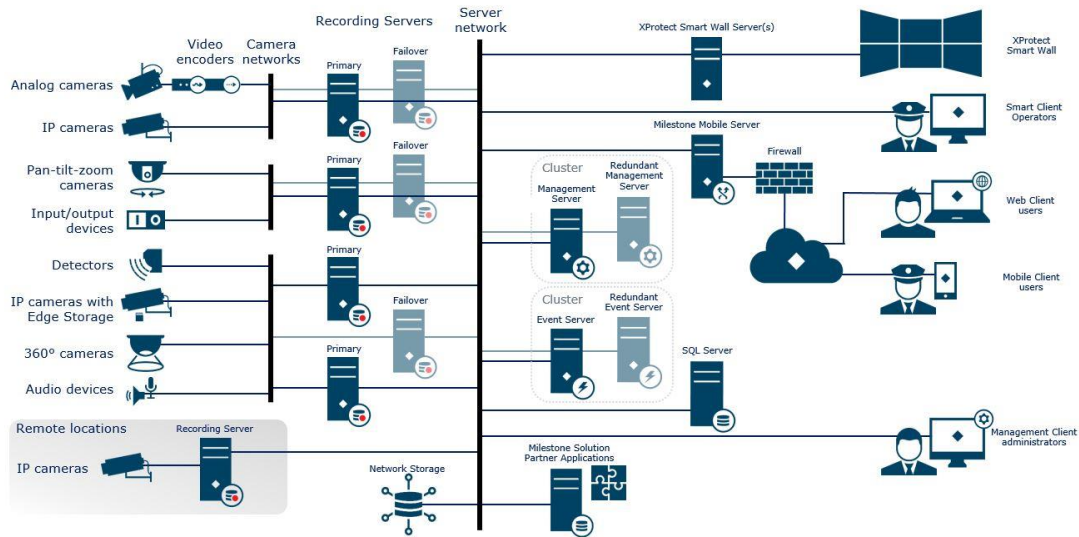 Recording Servers
Server
network
Video
encoders
Camera
networks
Primary
Failover
Analog cameras
IP cameras
Primary
Failover
Pan-tilt-zoom
cameras
Input/output
devices
Detectors
Primary
IP cameras with
Edge Storage
Failover
360° cameras
Primary
Audio devices
Remote locations
Recording Server
IP cameras
Network Storage
XProtect Smart Wall Server(s)
XProtect
Smart Wall
Smart Client
Operators
Milestone Mobile Server
Firewall
Cluster
Management
Server
Redundant
Management
Server
Web Client
users
Mobile Client
users
Cluster
Event Server
Redundant
Event Server
SQL Server
Management Client
administrators
Milestone Solution
Partner Applications